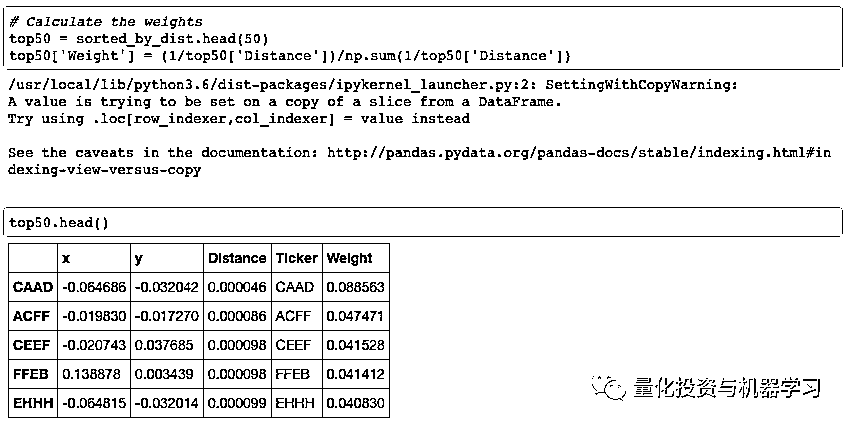 # Calculate the weights
top50 = sorted_by_dist.head(50)
top50['Weight'] = (1/top50['Distance'])/np.sum(1/top50['Distance'])
/usr/local/lib/python3.6/dist-packages/ipykernel_launcher.py:2: SettingWithCopyWarning:
A value is trying to be set on a copy of a slice from a DataFrame.
Try using .loc[row_indexer,col_indexer] = value instead
See the caveats in the documentation: http://pandas.pydata.org/pandas-docs/stable/indexing.html#in
dexing-view-versus-copy
top50.head()
x y Distance Ticker Weight
CAAD -0.064686 -0.032042 0.000046 CAAD 0.088563
ACFF -0.019830 -0.017270 0.000086 ACFF 0.047471
CEEF -0.020743 0.037685 0.000098 CEEF 0.041528
FFEB 0.138878 0.003439 0.000098 FFEB 0.041412
EHHH -0.064815 -0.032014 0.000099 EHHH 0.040830
量化投资与机器学习